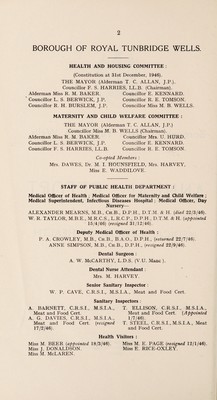 2
BOROUGH OF ROYAL TUNBRIDGE WELLS.
HEALTH AND HOUSING COMMITTEE :
(Constitution at 31st December, 1946).
THE MAYOR (Alderman T. C. ALLAN, J.P.).
Councillor F. S. HARRIES, LL.B. (Chairman).
Alderman Miss R. M. BAKER. Councillor E. KENNARD.
Councillor L. S. BERWICK, J.P. Councillor R. E. TOMSON.
Councillor R. H. BURSLEM, J.P. Councillor Miss M. B. WELLS.
MATERNITY AND CHILD WELFARE COMMITTEE :
THE MAYOR (Alderman T. C. ALLAN, J.P.)
Councillor Miss M. B. WELLS (Chairman).
Alderman Miss R. M. BAKER. Councillor Mrs. U. HURD.
Councillor L. S. BERWICK, J.P. Councillor E. KENNARD.
Councillor F. S. HARRIES, LL.B. Councillor R. E. TOMSON.
Co-opted Members :
Mrs. DAWES, Dr. M. I. HOUNSFIELD, Mrs. HARVEY,
Miss E. WADDILOVE.
STAFF OF PUBLIC HEALTH DEPARTMENT :
Medical Officer of Health ; Medical Officer for Maternity and Child Welfare ;
Medical Superintendent, Infectious Diseases Hospital ; Medical Officer, Day
Nursery—
ALEXANDER MEARNS, M.B., Ch.B., D.P.H., D.T.M. & H. (died 22/2/46).
W. B. TAYLOR, M.D.E., M.R.C.S., L.R.C.P., D.P.H., D.T.M. & H. (appointed
15/4/46) (resigned 31/12/46).
Deputy Medical Officer of Health :
P. A. CROWLEY, M.B., Ch.B., B.A.O., D.P.H., (returned 22/7/46).
ANNE SIMPSON, M.B., Ch.B., D.P.H., (resigned 22/9/46).
Dental Surgeon :
A. W. McCARTHY, L.D.S. (V.U. Manc.).
Dental Nurse Attendant :
Mrs. M. HARVEY.
Senior Sanitary Inspector :
W. P. CAVE, C.R.S.I., M.S.I.A., Meat and Food Cert.
Sanitary Inspectors :
A. BARNETT, C.R.S.I., M.S.I.A., Meat and Food Cert.
A. G. DAVIES, C.R.S.I., M.S.I.A., Meat and Food Cert. (resigned 17/2/46).
T. ELLISON, C.R.S.I., M.S.I.A., Meat and Food Cert. (Appointed 1/7/46).
T. STEEL, C.R.S.I., M.S.I.A., Meat and Food Cert.
Health Visitors :
Miss M. BEER (appointed 18/2/46). Miss M. E. PAGE (resigned 12/1/46).
Miss J. DONALDSON. Miss E. RICE-OXLEY.
Miss M. McLAREN.